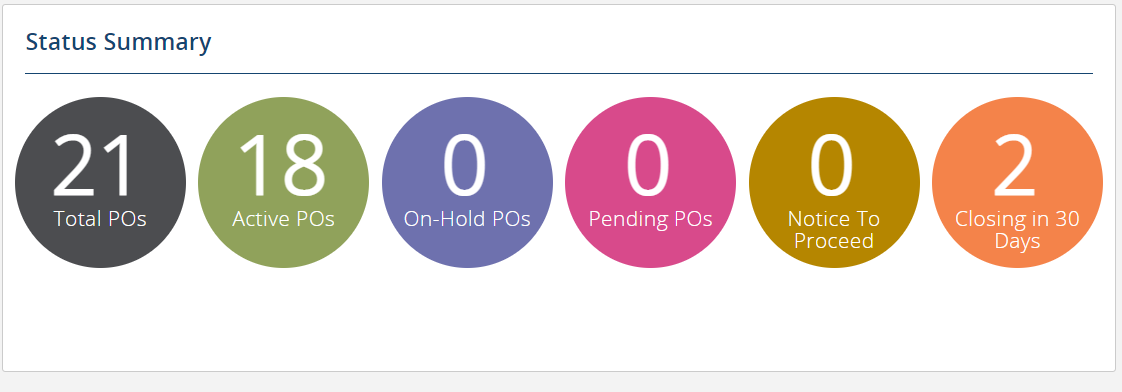 Status Summary
21
Total POs
18
Active POs
0
On-Hold POs
0
Pending POs
0
Notice To
Proceed
2
Closing in 30
Days